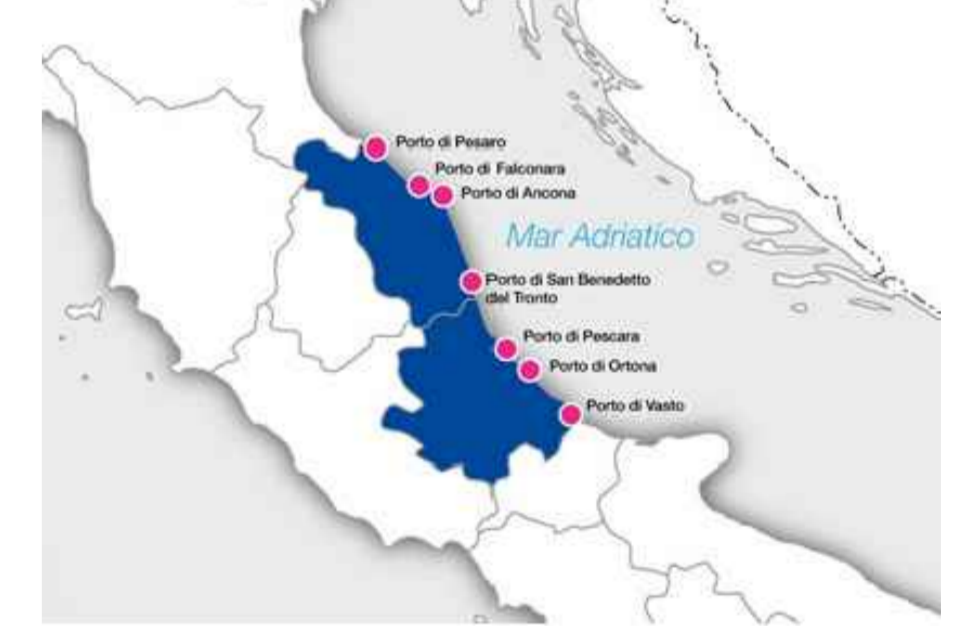 Porto di Pesaro
Porto di Falconara
Porto di Ancona
Mar Adriatico
Porto di San Benedetto
del Tronto
Porto di Pescara
Porto di Ortona
Porto di Vasto